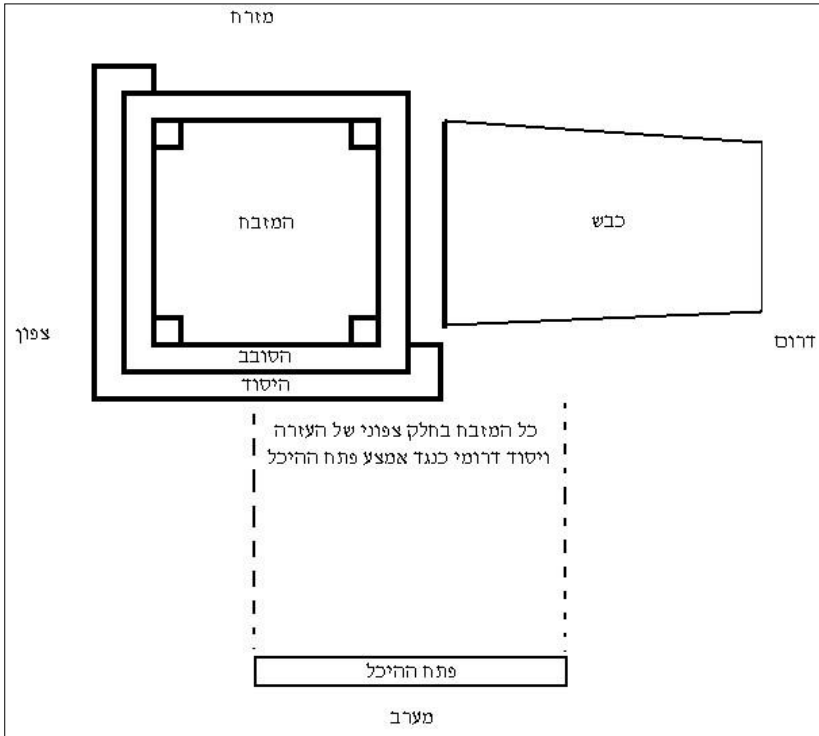 מזרח
המזבח
כבש
צפון
דרום
הסובב
היסוד
כל המזבח בחלק צפוני של העזרה
ויסוד דרומי כנגד אמצע פתח ההיכל
פתח ההיכל
מערב